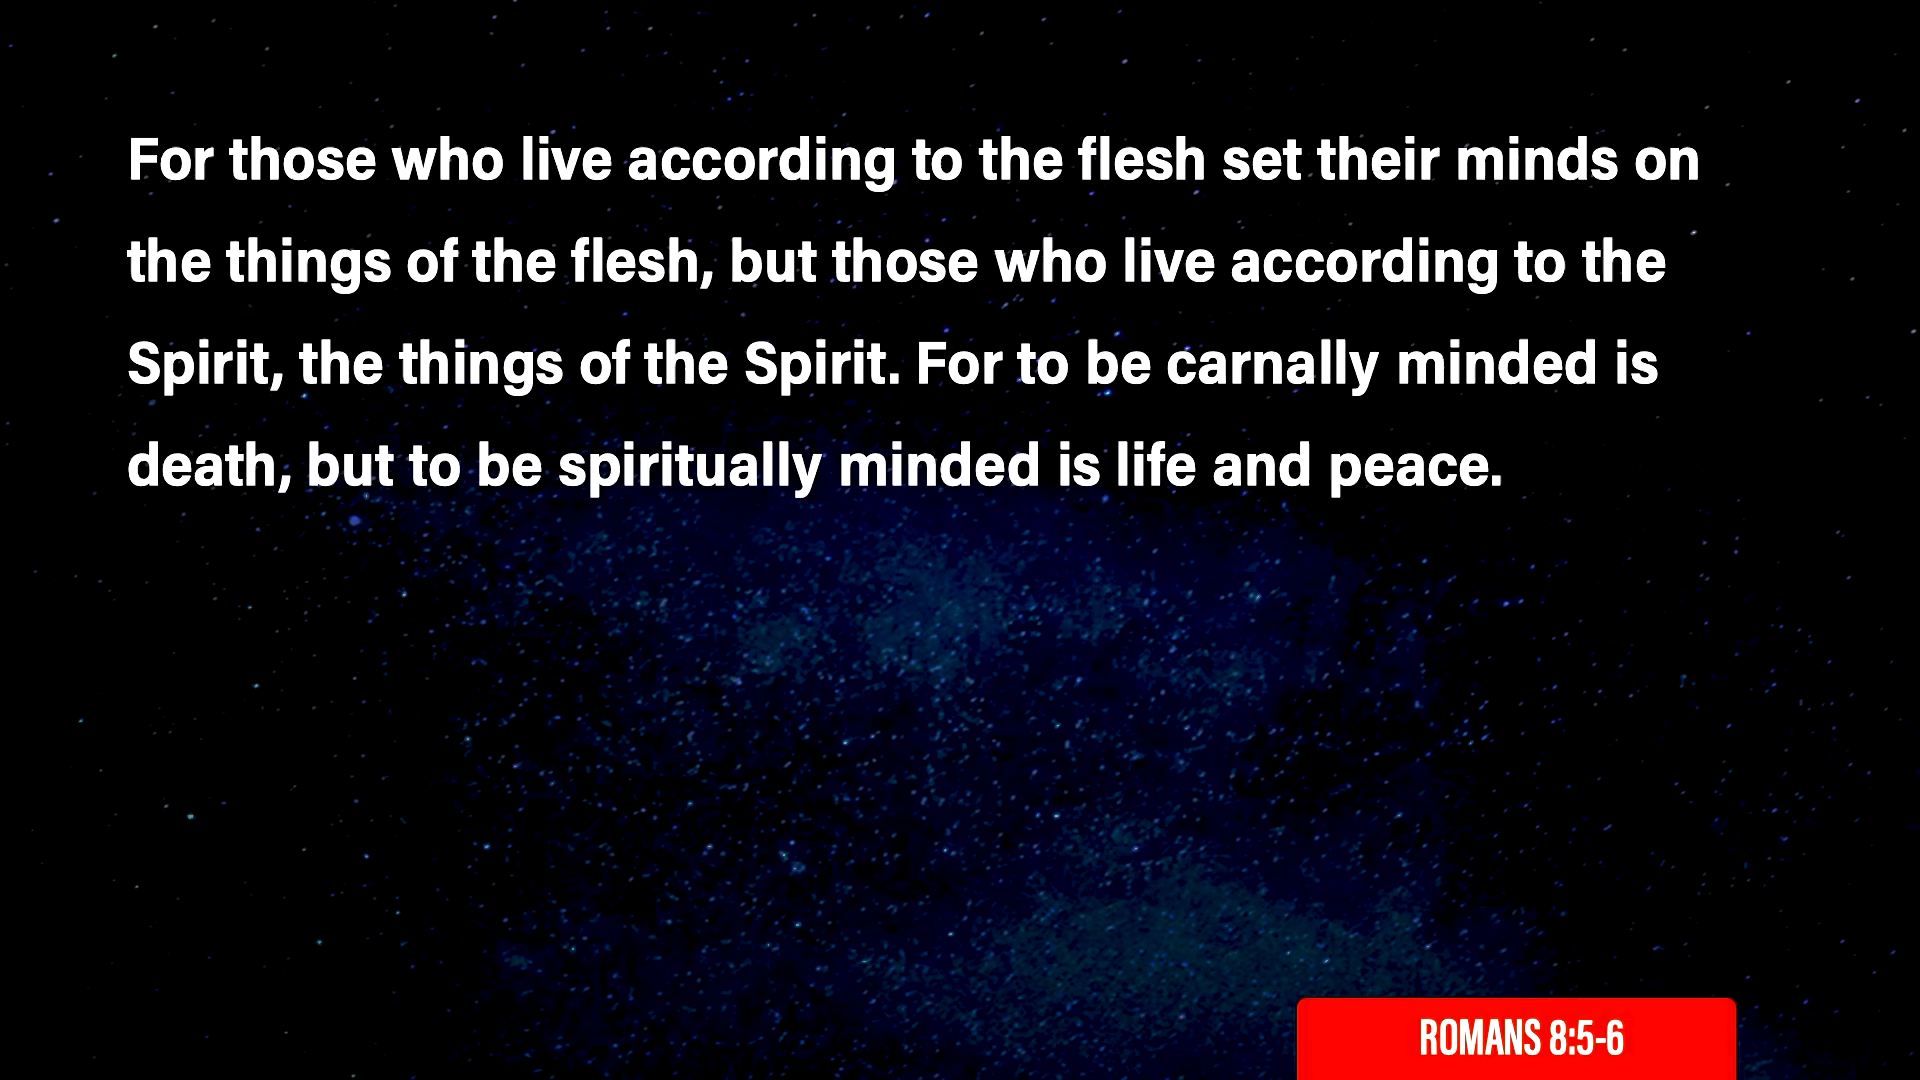 For those who live according to the flesh set their minds on
the things of the flesh, but those who live according to the
Spirit, the things of the Spirit. For to be carnally minded is
death, but to be spiritually minded is life and peace.
ROMANS 8:5-6